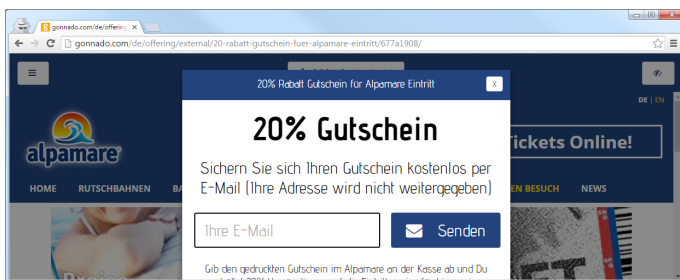 gonnado.com/de/offering
gonnado.com/de/offering/external/20-rabatt-gutschein-fuer-alpamare-eintritt/677a1908/
20% Rabatt Gutschein für Alpamare Eintritt
X
DE | EN
20% Gutschein
alpamare
Tickets Online!
Sichern Sie sich Ihren Gutschein kostenlos per
E-Mail (Ihre Adresse wird nicht weitergegeben)
HOME RUTSCHBAHNEN EN BESUCH NEWS
Ihre E-Mail
Senden
Gib den gedruckten Gutschein im Alpamare an der Kasse ab und Du